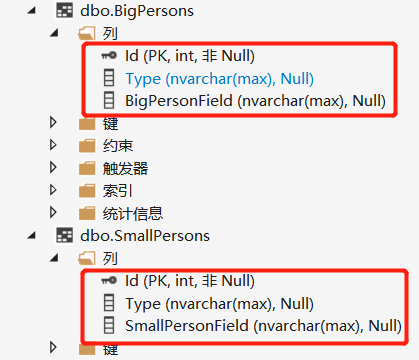 dbo.BigPersons
列
Id (PK, int, 非 Null)
Type (nvarchar(max), Null)
BigPersonField (nvarchar(max), Null)
键
约束
触发器
索引
统计信息
dbo.SmallPersons
列
Id (PK, int, 非 Null)
Type (nvarchar(max), Null)
SmallPersonField (nvarchar(max), Null)
键